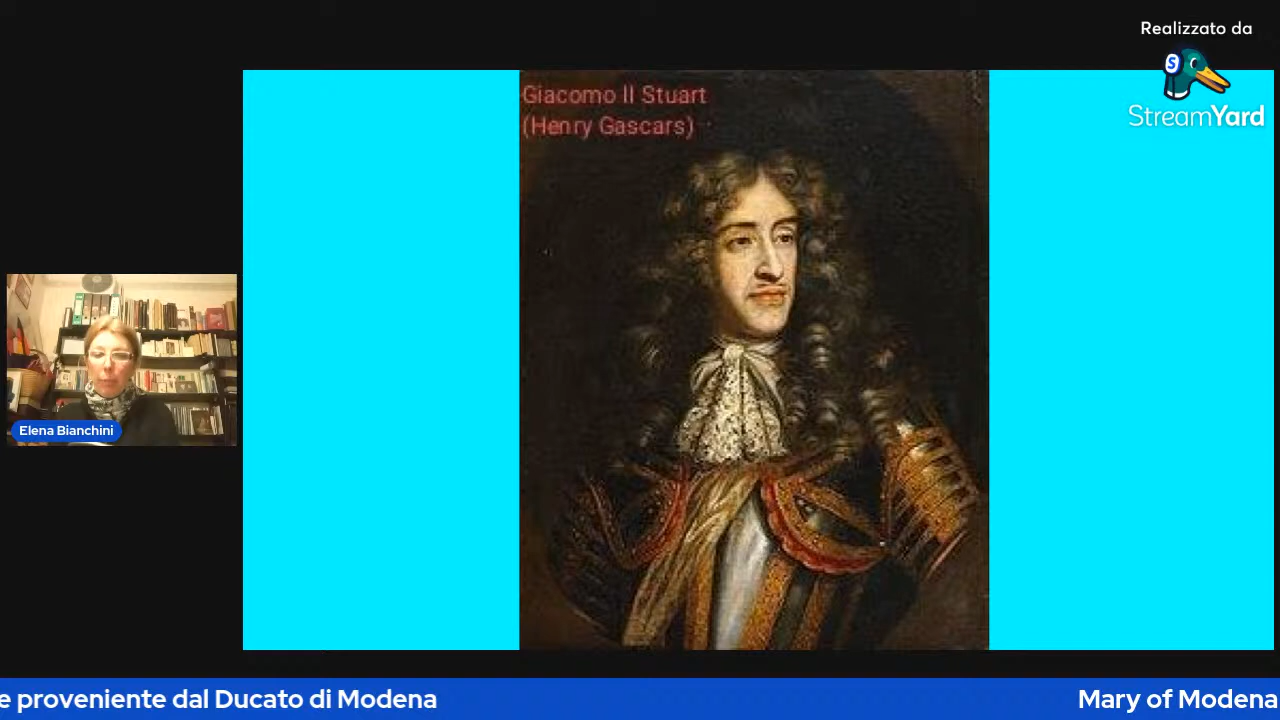 Realizzato da
StreamYard
Giacomo II Stuart
(Henry Gascars)
Elena Bianchini
e proveniente dal Ducato di Modena
Mary of Modena